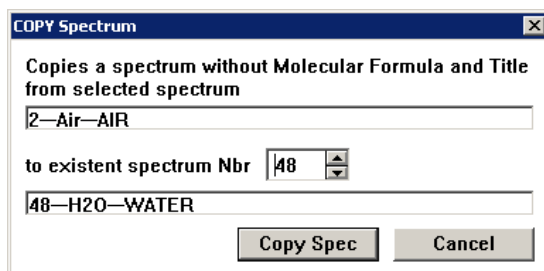 COPY Spectrum
Copies a spectrum without Molecular Formula and Title
from selected spectrum
2—Air—AIR
to existent spectrum Nbr 48
48—H2O—WATER
Copy Spec Cancel